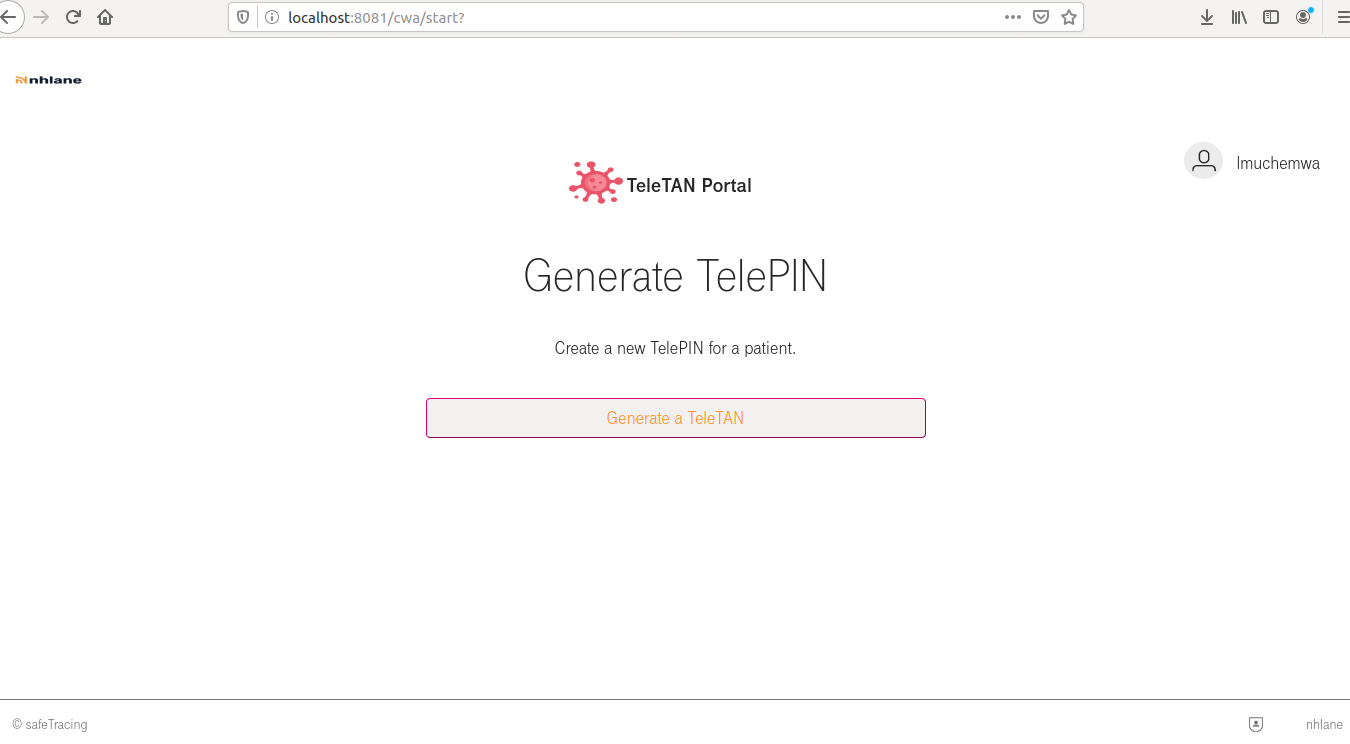 localhost:8081/cwa/start?
nhlane
lmuchemwa
TeleTAN Portal
Generate TelePIN
Create a new TelePIN for a patient.
Generate a TeleTAN
© safeTracing
nhlane